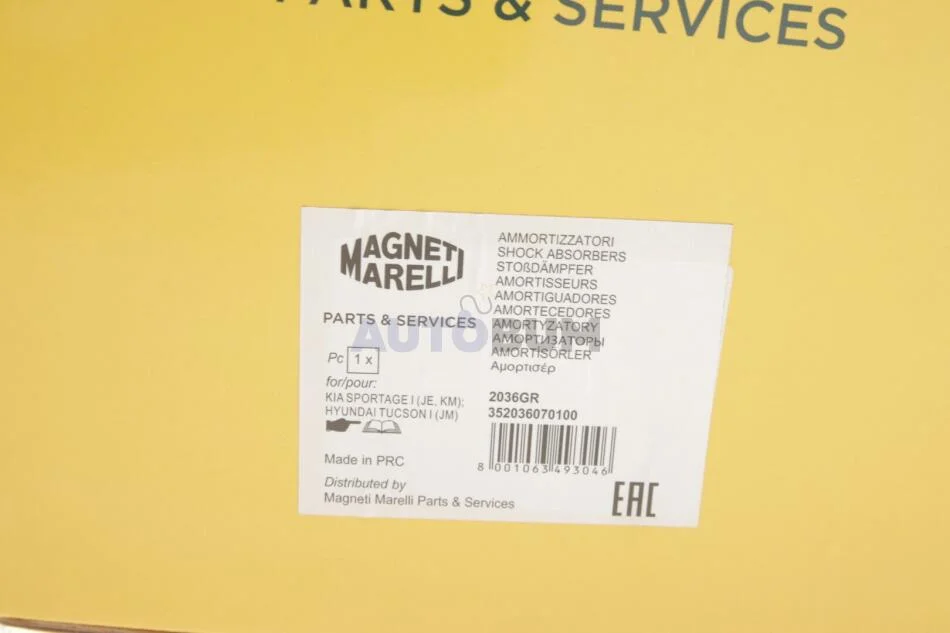 PARTS & SERVICES
MAGNETI
MARELLI
PARTS & SERVICES
Pc 1 x
for/pour:
KIA SPORTAGE I (JE, KM);
HYUNDAI TUCSON I (JM)
Made in PRC
Distributed by
Magneti Marelli Parts & Services
AMMORTIZZATORI
SHOCK ABSORBERS
STOßDÄMPFER
AMORTISSEURS
AMORTIGUADORES
AMORTECEDORES
AMORTYZATORY
АМОРТИЗАТОРЫ
AMORTISÖRLER
Αμορτισέρ
2036GR
352036070100
8 001063 493046
EAC
AUTOBUM